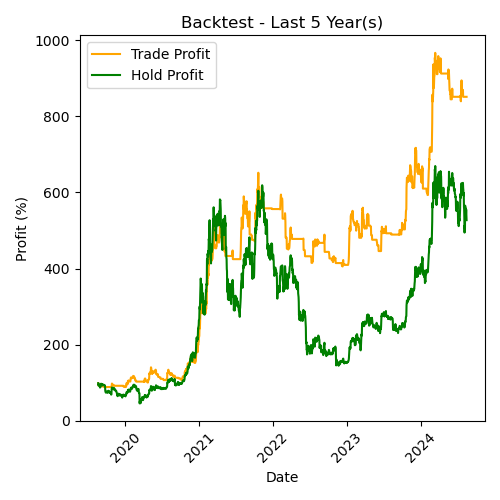 Backtest - Last 5 Year(s)
Trade Profit
Hold Profit
Profit (%)
1000
800
600
400
200
0
2020
2021
2022
2023
2024
Date